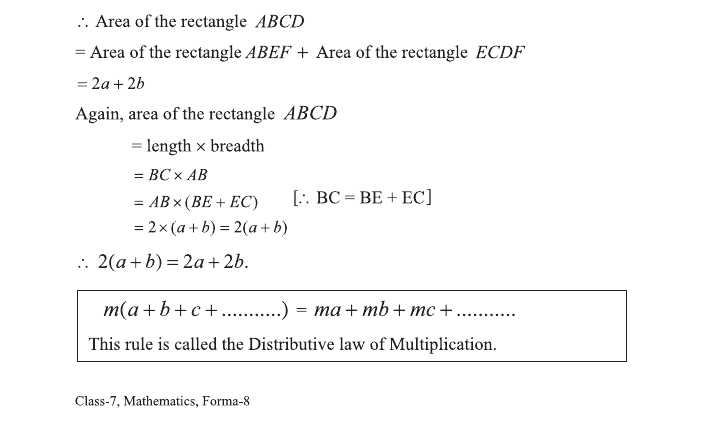 ∴ Area of the rectangle ABCD
= Area of the rectangle ABEF + Area of the rectangle ECDF
= 2a + 2b
Again, area of the rectangle ABCD
= length × breadth
= BC × AB
= AB × (BE + EC) [∴ BC = BE + EC]
= 2 × (a + b) = 2(a + b)
∴ 2(a + b) = 2a + 2b.
m(a + b + c + ...........) = ma + mb + mc + ...........
This rule is called the Distributive law of Multiplication.
Class-7, Mathematics, Forma-8